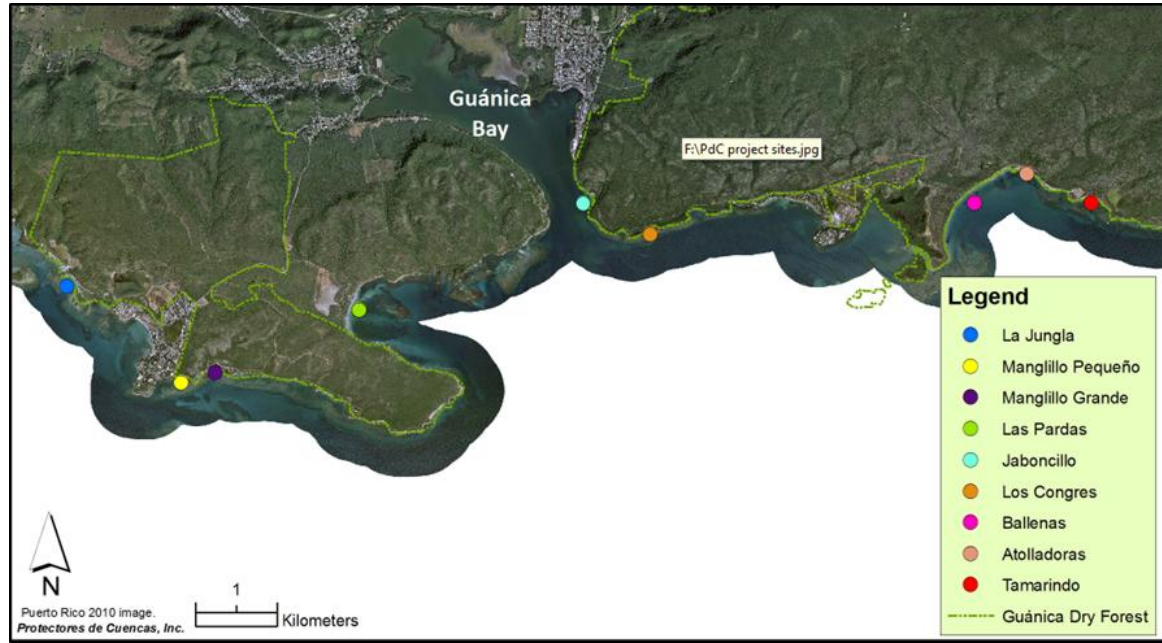 Guánica
Bay
F:\PdC project sites.jpg
Legend
La Jungla
Manglillo Pequeño
Manglillo Grande
Las Pardas
Jaboncillo
Los Congres
Ballenas
Atolladoras
Tamarindo
Guánica Dry Forest
N
Puerto Rico 2010 image.
Protectores de Cuencas, Inc.
1
Kilometers